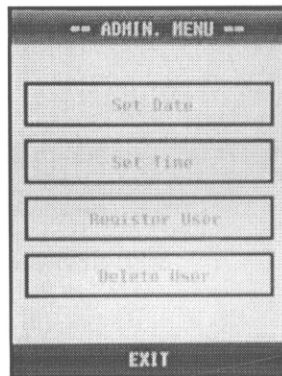 == ADMIN. MENU ==
Set Date
Set Time
Register User
Delete User
EXIT